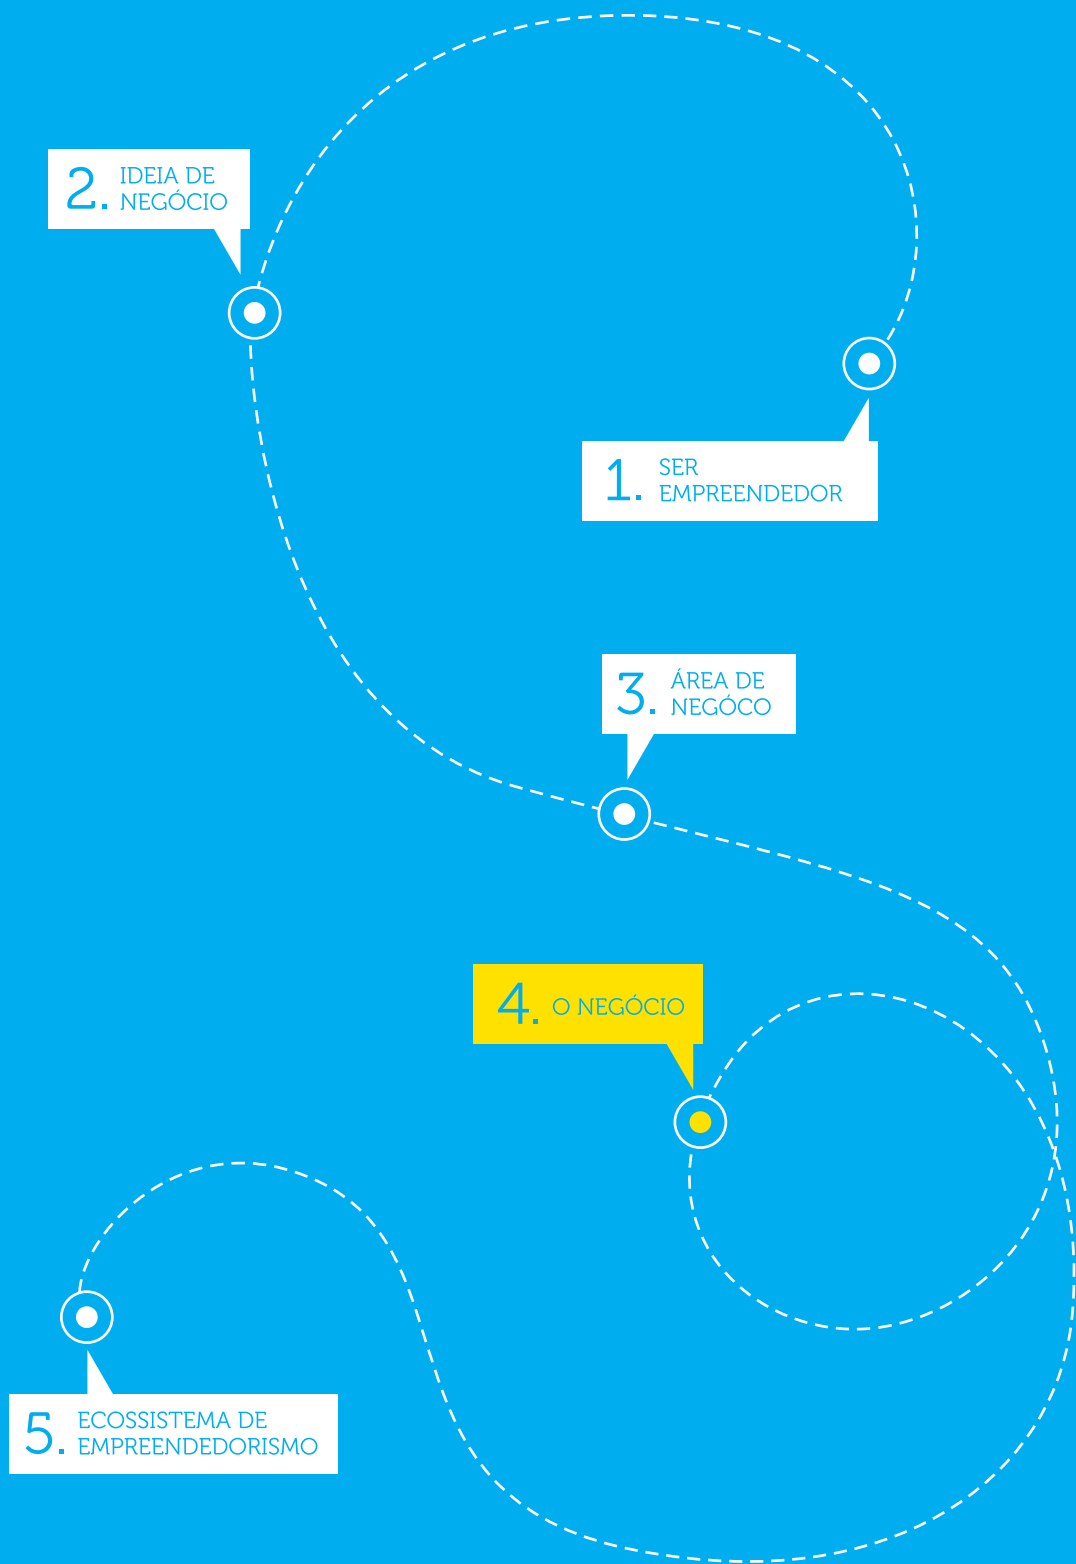 2. IDEIA DE
NEGÓCIO
1. SER
EMPREENDEDOR
3. ÁREA DE
NEGÓCO
4. O NEGÓCIO
5. ECOSSISTEMA DE
EMPREENDEDORISMO